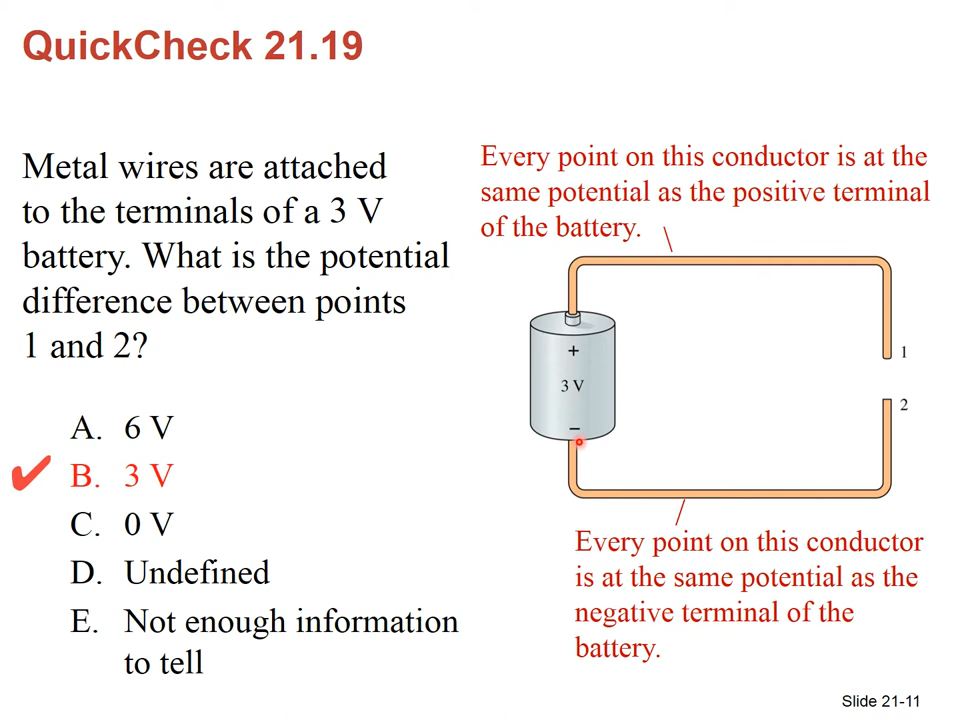 QuickCheck 21.19
Metal wires are attached
to the terminals of a 3 V
battery. What is the potential
difference between points
1 and 2?
A. 6 V
B. 3 V
C. 0 V
D. Undefined
E. Not enough information
to tell
Every point on this conductor is at the
same potential as the positive terminal
of the battery.
+
3 V
–
1
2
Every point on this conductor
is at the same potential as the
negative terminal of the
battery.
Slide 21-11